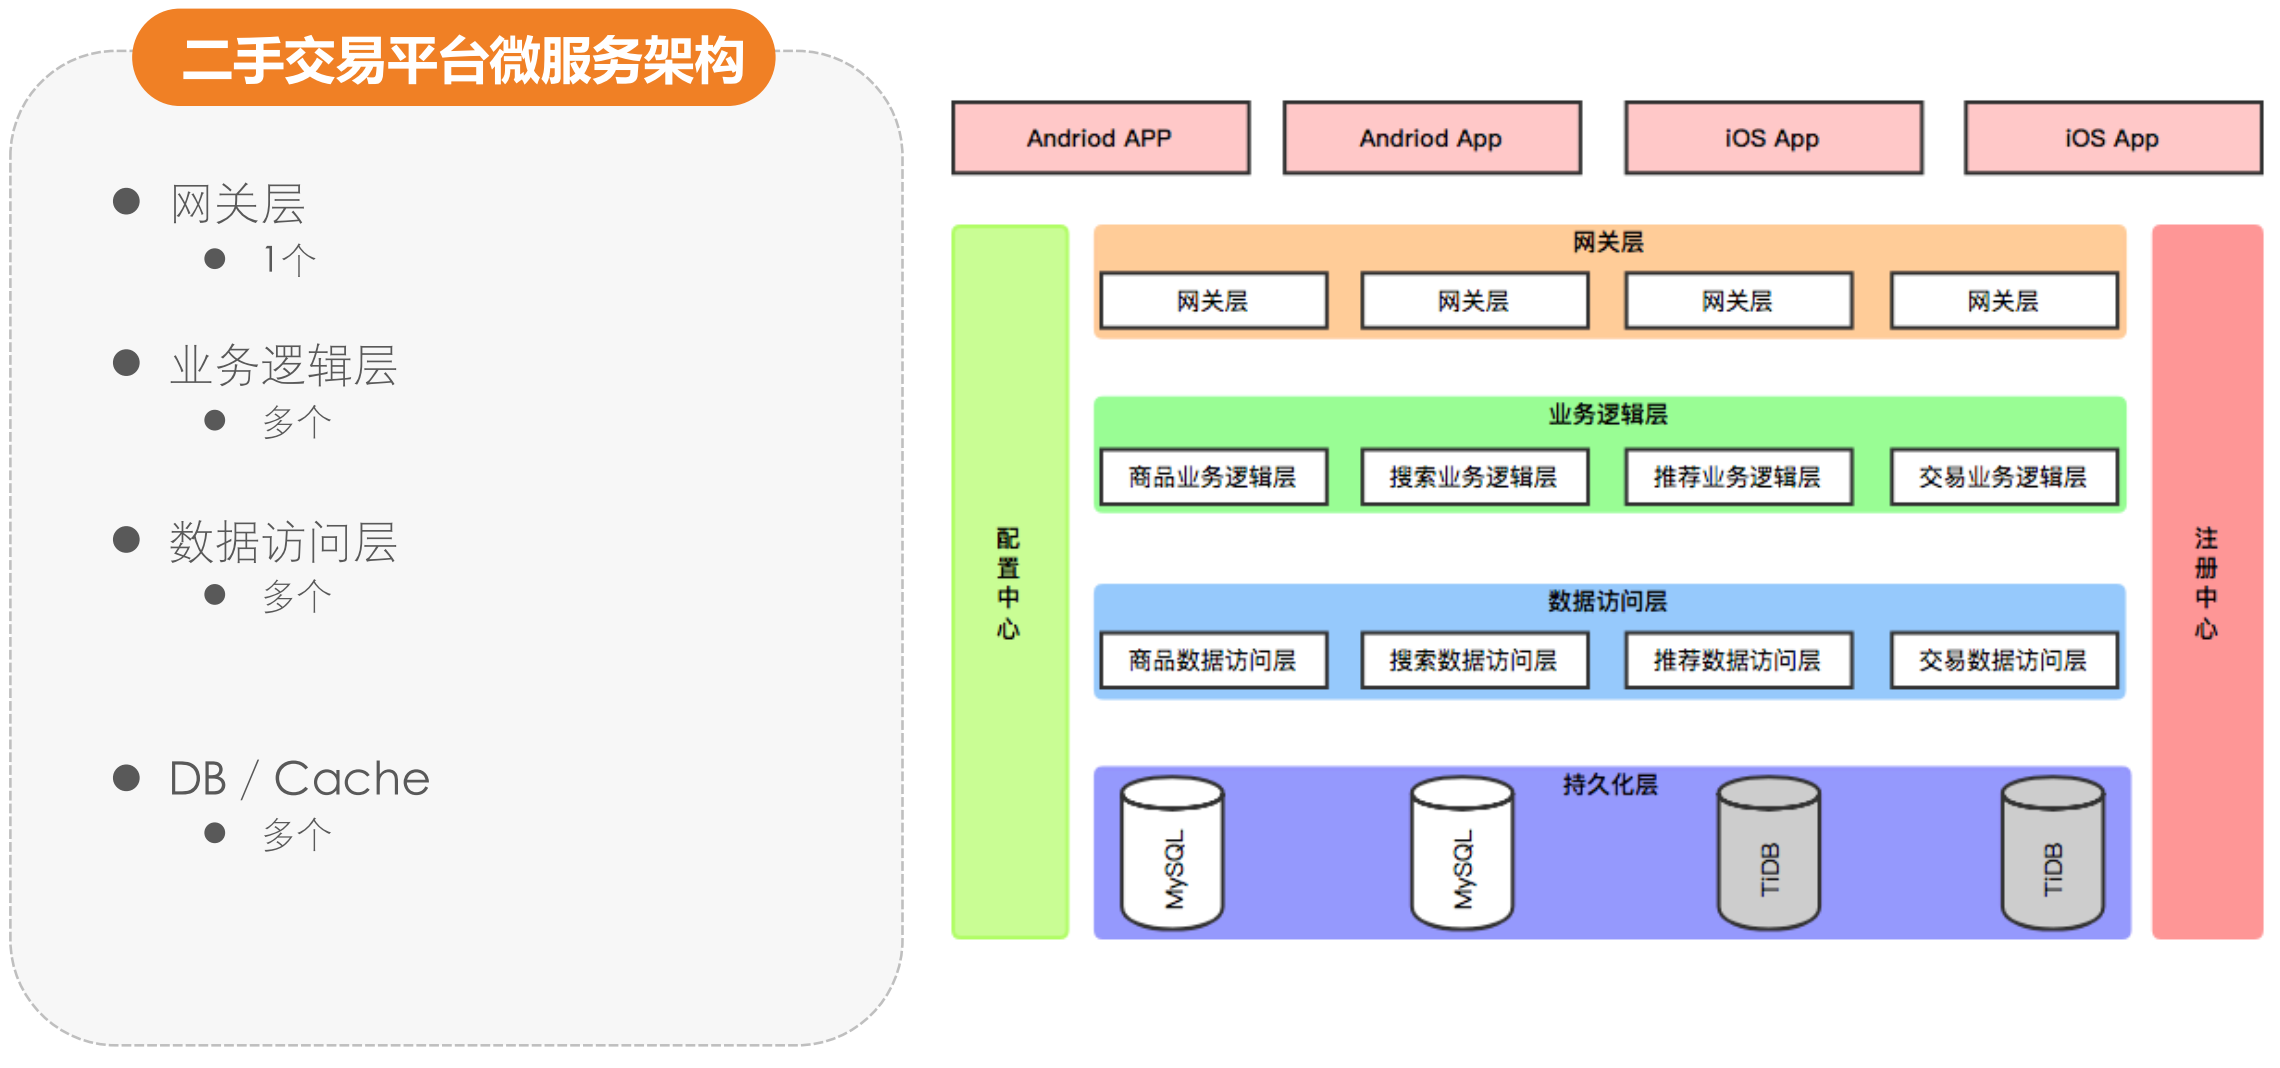 二手交易平台微服务架构
网关层
1个
业务逻辑层
多个
数据访问层
多个
DB / Cache
多个
Andriod APP
Andriod App
iOS App
iOS App
配置中心
网关层
网关层
网关层
网关层
网关层
业务逻辑层
商品业务逻辑层
搜索业务逻辑层
推荐业务逻辑层
交易业务逻辑层
数据访问层
商品数据访问层
搜索数据访问层
推荐数据访问层
交易数据访问层
持久化层
MySQL
MySQL
TiDB
TiDB
注册中心